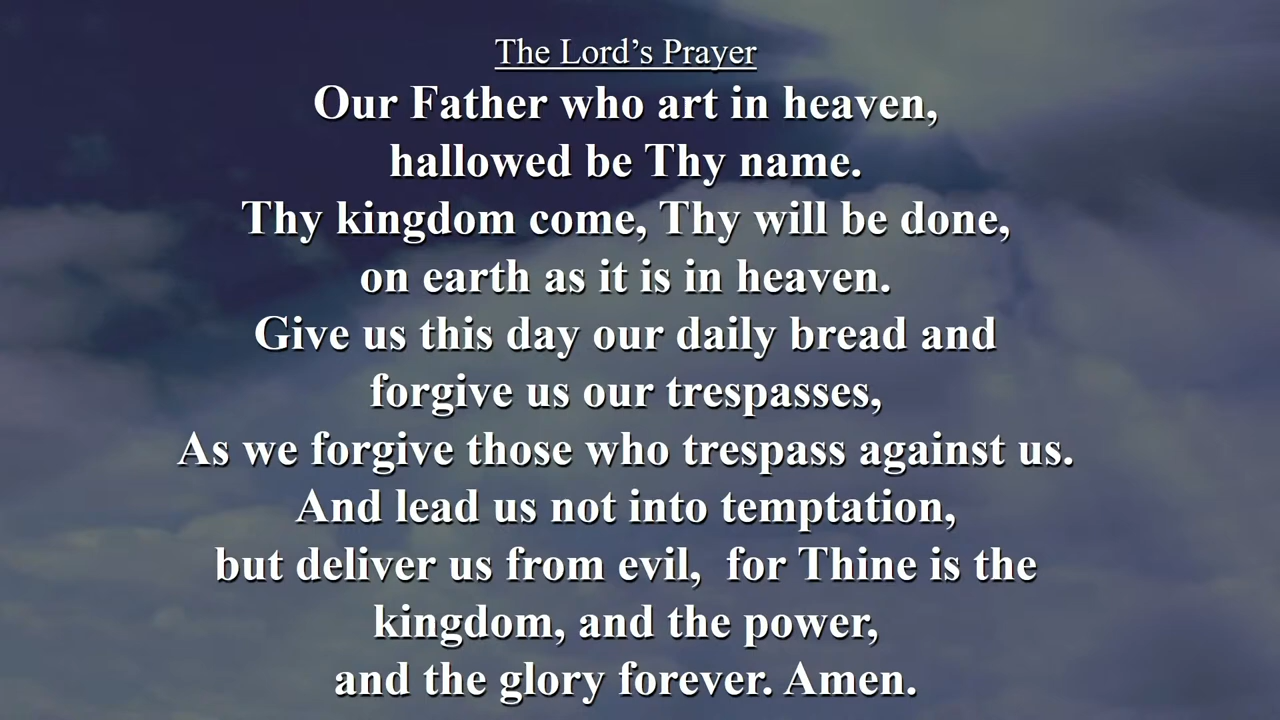 The Lord’s Prayer
Our Father who art in heaven,
hallowed be Thy name.
Thy kingdom come, Thy will be done,
on earth as it is in heaven.
Give us this day our daily bread and
forgive us our trespasses,
As we forgive those who trespass against us.
And lead us not into temptation,
but deliver us from evil,  for Thine is the
kingdom, and the power,
and the glory forever. Amen.